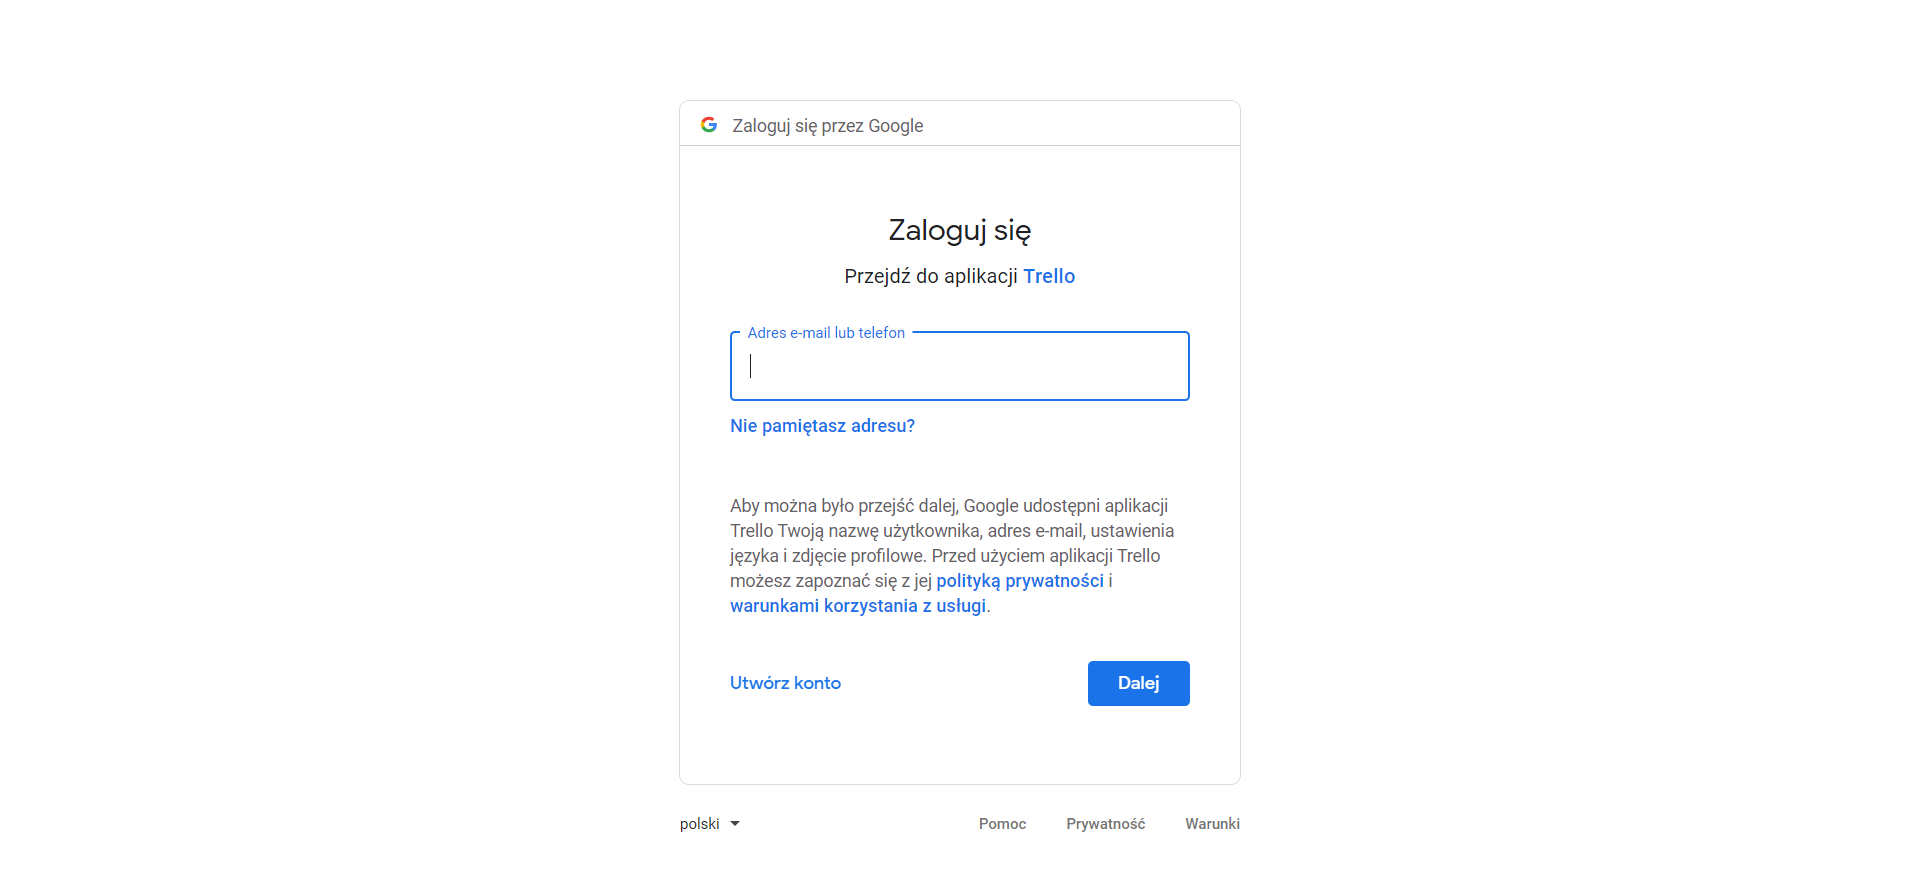 Zaloguj się przez Google
Zaloguj się
Przejdź do aplikacji Trello
Adres e-mail lub telefon
Nie pamiętasz adresu?
Aby można było przejść dalej, Google udostępni aplikacji
Trello Twoją nazwę użytkownika, adres e-mail, ustawienia
języka i zdjęcie profilowe. Przed użyciem aplikacji Trello
możesz zapoznać się z jej polityką prywatności i
warunkami korzystania z usługi.
Utwórz konto Dalej
polski Pomoc Prywatność Warunki